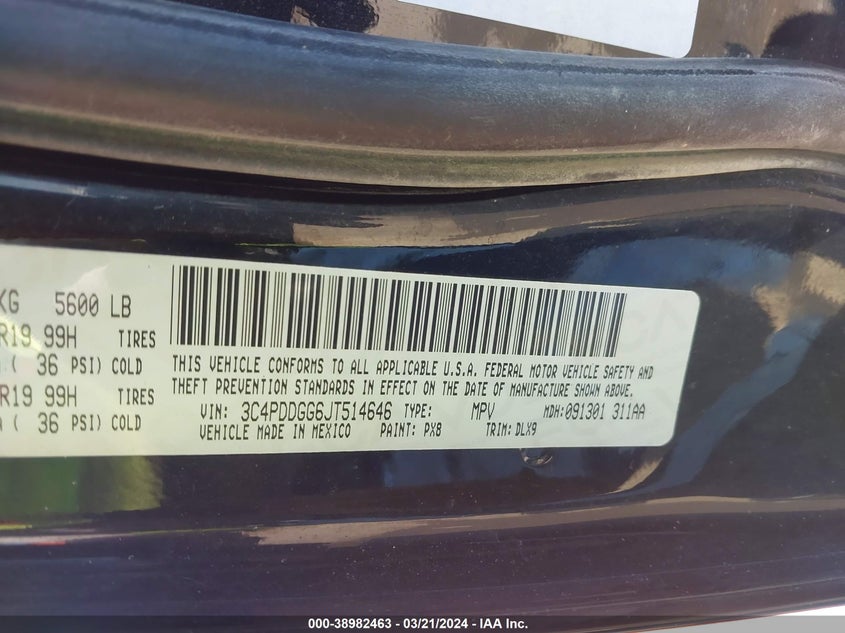 KG 5600 LB
R19 99H TIRES
( 36 PSI) COLD
R19 99H TIRES
( 36 PSI) COLD
THIS VEHICLE CONFORMS TO ALL APPLICABLE U.S.A. FEDERAL MOTOR VEHICLE SAFETY AND
THEFT PREVENTION STANDARDS IN EFFECT ON THE DATE OF MANUFACTURE SHOWN ABOVE.
VIN: 3C4PDDGG6JT514646 TYPE: MPV MDH:091301 311AA
VEHICLE MADE IN MEXICO PAINT: PX8 TRIM: DLX9
000-38982463 - 03/21/2024 - IAA Inc.